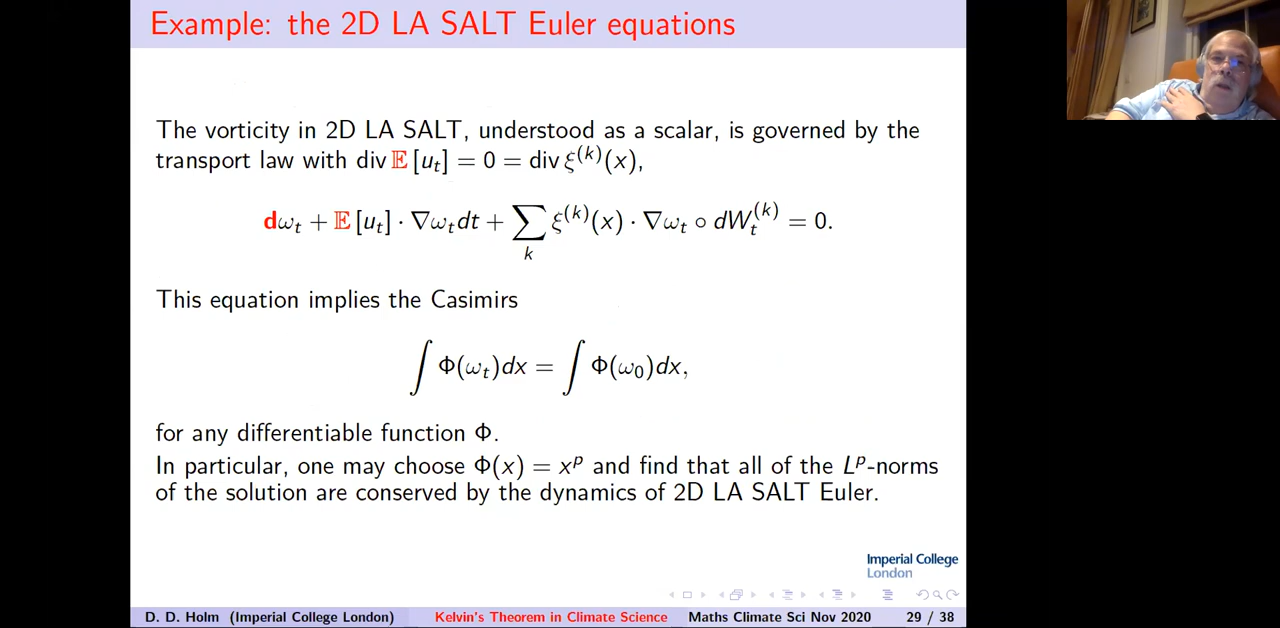 Example: the 2D LA SALT Euler equations
The vorticity in 2D LA SALT, understood as a scalar, is governed by the
transport law with div 𝔼[u_t] = 0 = div ξ^(k)(x),
dω_t + 𝔼[u_t] · ∇ω_t dt + ∑_k ξ^(k)(x) · ∇ω_t ∘ dW_t^(k) = 0.
This equation implies the Casimirs
∫ Φ(ω_t)dx = ∫ Φ(ω_0)dx,
for any differentiable function Φ.
In particular, one may choose Φ(x) = x^p and find that all of the L^p-norms
of the solution are conserved by the dynamics of 2D LA SALT Euler.
Imperial College
London
D. D. Holm (Imperial College London) Kelvin's Theorem in Climate Science Maths Climate Sci Nov 2020 29 / 38